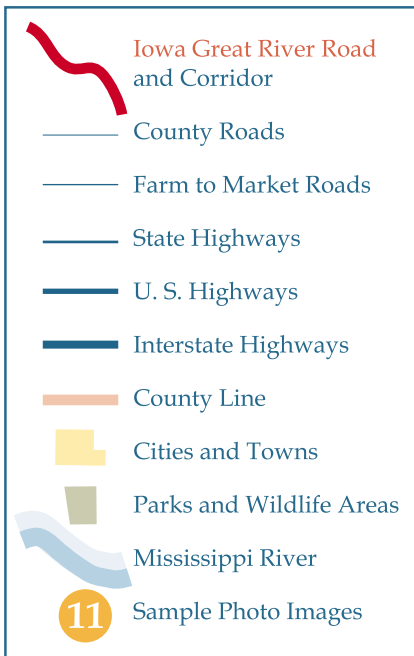 Iowa Great River Road
and Corridor
County Roads
Farm to Market Roads
State Highways
U. S. Highways
Interstate Highways
County Line
Cities and Towns
Parks and Wildlife Areas
Mississippi River
11 Sample Photo Images